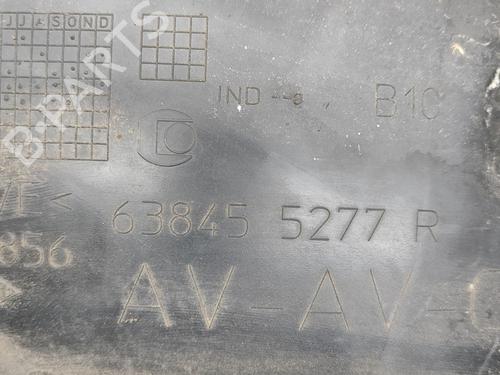 JJASOND
IND --a
B10
63845 5277 R
856
AV-AV-
B-PARTS